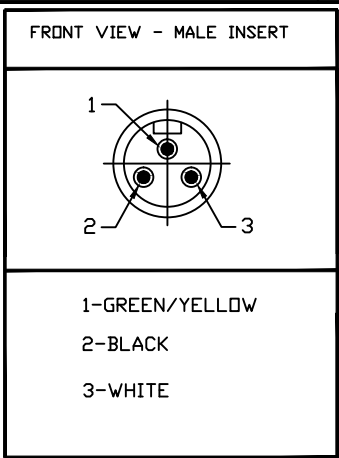 FRONT VIEW - MALE INSERT
1
2
3
1-GREEN/YELLOW
2-BLACK
3-WHITE